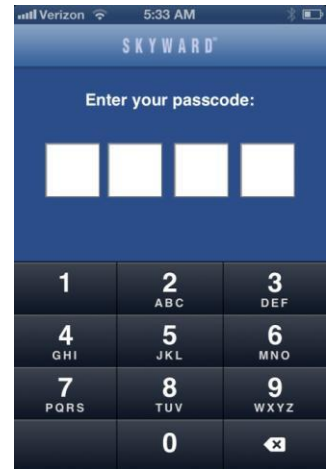 Verizon 5:33 AM
SKYWARD
Enter your passcode:
1 2 3
ABC DEF
4 5 6
GHI JKL MNO
7 8 9
PQRS TUV WXYZ
0